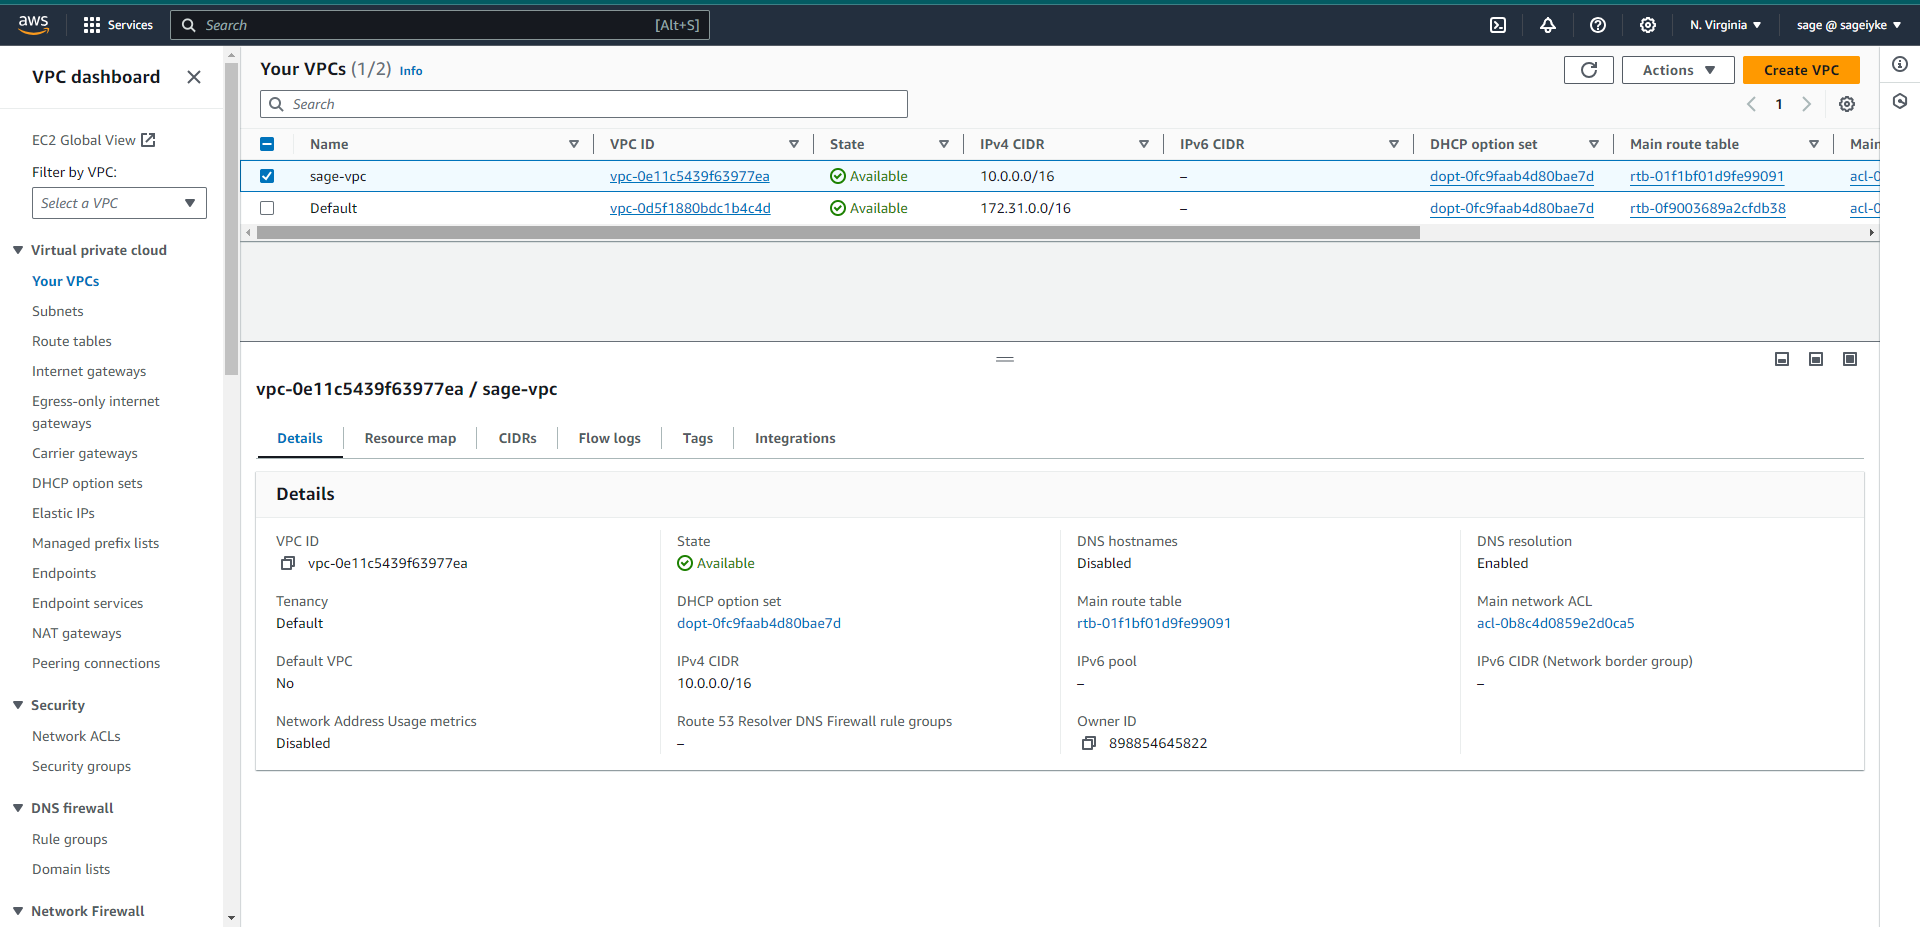 aws Services Search [Alt+S] N. Virginia sage @ sageiyke
VPC dashboard
EC2 Global View
Filter by VPC:
Select a VPC
Virtual private cloud
Your VPCs
Subnets
Route tables
Internet gateways
Egress-only internet
gateways
Carrier gateways
DHCP option sets
Elastic IPs
Managed prefix lists
Endpoints
Endpoint services
NAT gateways
Peering connections
Security
Network ACLs
Security groups
DNS firewall
Rule groups
Domain lists
Network Firewall
Your VPCs (1/2) Info
Actions Create VPC
Search
1
Name VPC ID State IPv4 CIDR IPv6 CIDR DHCP option set Main route table Main
sage-vpc vpc-0e11c5439f63977ea Available 10.0.0.0/16 – dopt-0fc9faab4d80bae7d rtb-01f1bf01d9fe99091 acl-0
Default vpc-0d5f1880bdc1b4c4d Available 172.31.0.0/16 – dopt-0fc9faab4d80bae7d rtb-0f9003689a2cfdb38 acl-0
vpc-0e11c5439f63977ea / sage-vpc
Details Resource map CIDRs Flow logs Tags Integrations
Details
VPC ID State DNS hostnames DNS resolution
vpc-0e11c5439f63977ea Available Disabled Enabled
Tenancy DHCP option set Main route table Main network ACL
Default dopt-0fc9faab4d80bae7d rtb-01f1bf01d9fe99091 acl-0b8c4d0859e2d0ca5
Default VPC IPv4 CIDR IPv6 pool IPv6 CIDR (Network border group)
No 10.0.0.0/16 – –
Network Address Usage metrics Route 53 Resolver DNS Firewall rule groups Owner ID
Disabled – 898854645822